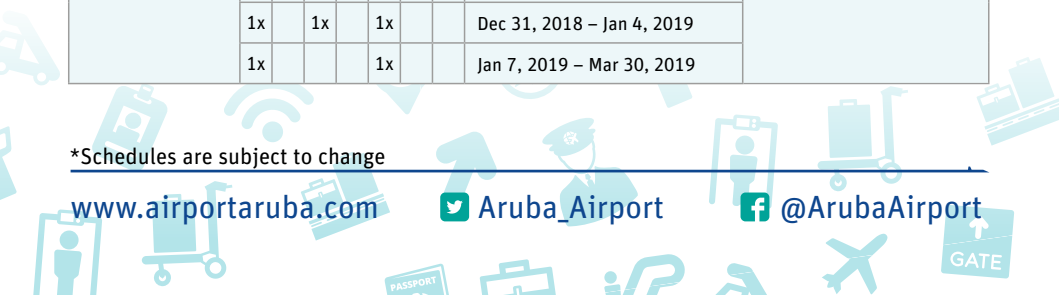 1x 1x 1x Dec 31, 2018 – Jan 4, 2019
1x 1x Jan 7, 2019 – Mar 30, 2019
*Schedules are subject to change
www.airportaruba.com Aruba_Airport @ArubaAirport
GATE
PASSPORT